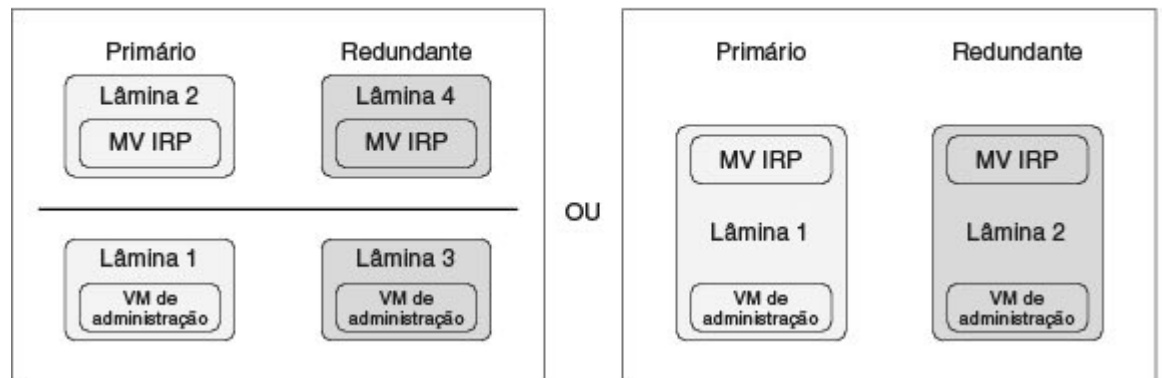 Primário
Redundante
Lâmina 2
MV IRP
Lâmina 4
MV IRP
Lâmina 1
VM de
administração
Lâmina 3
VM de
administração
OU
Primário
Redundante
MV IRP
Lâmina 1
VM de
administração
MV IRP
Lâmina 2
VM de
administração